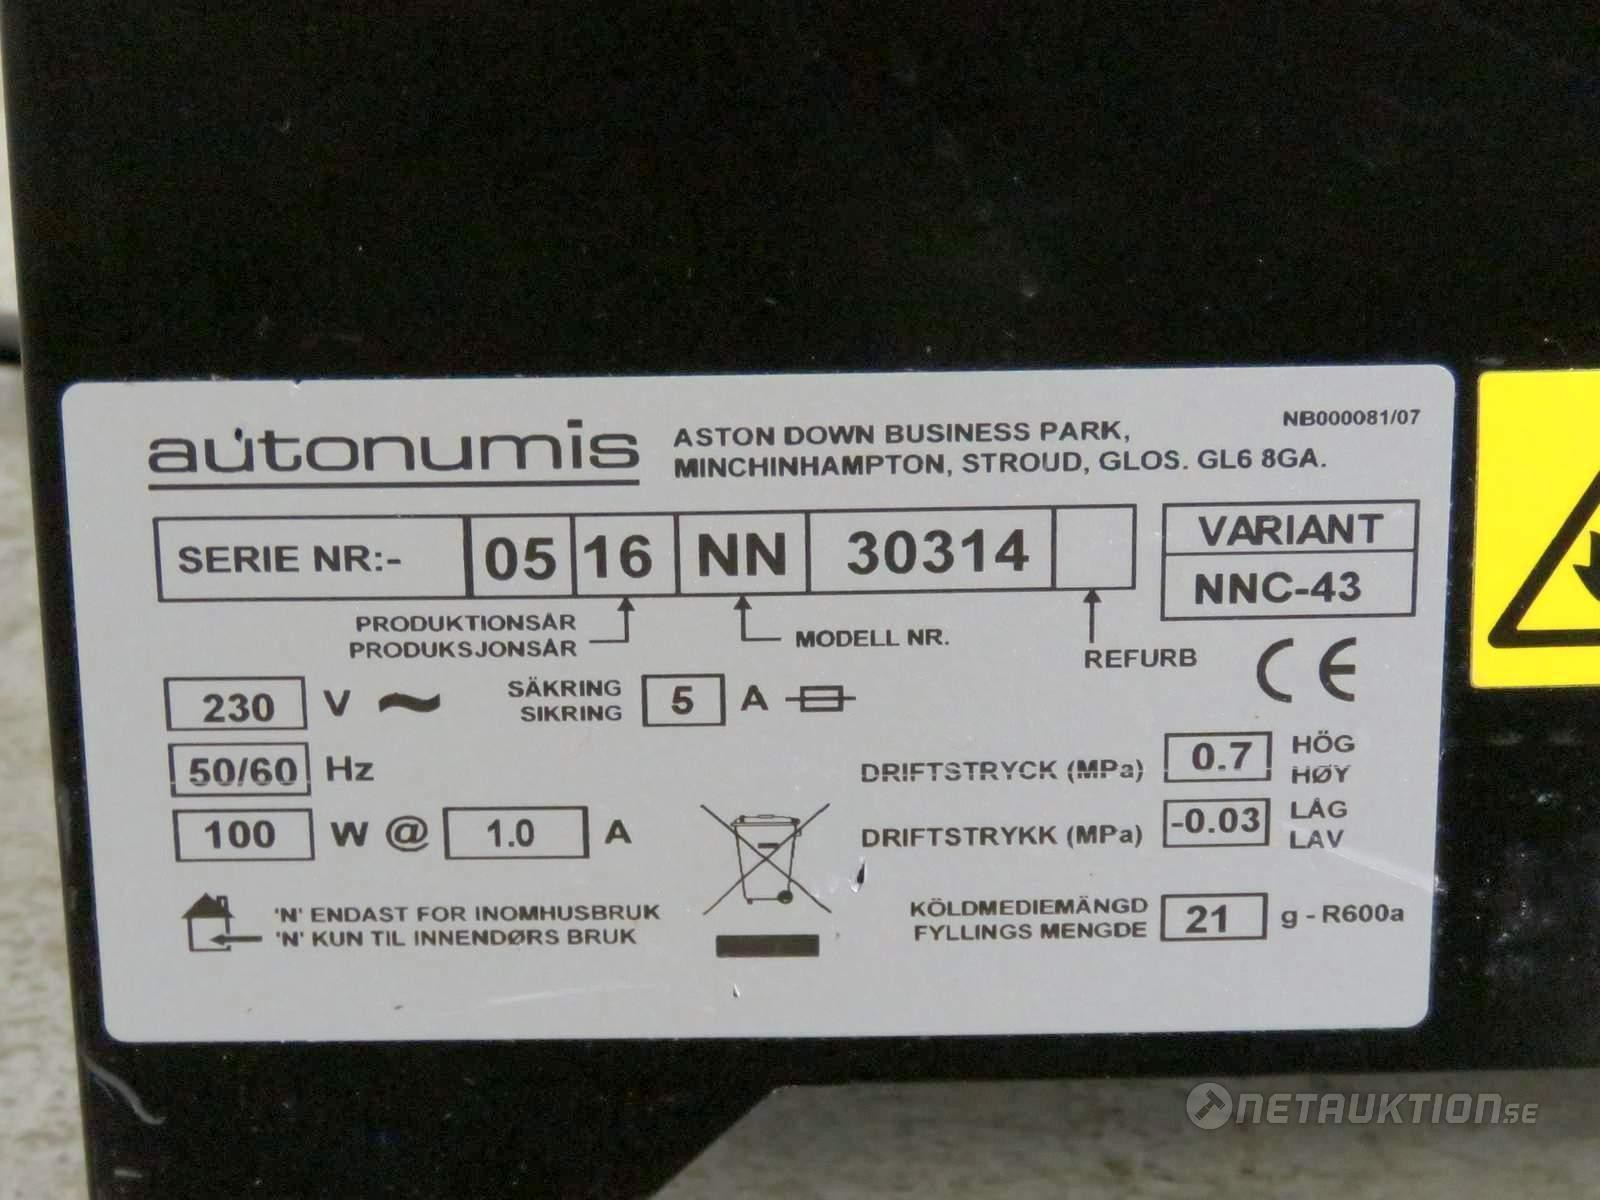 autonumis
ASTON DOWN BUSINESS PARK,
MINCHINHAMPTON, STROUD, GLOS. GL6 8GA.
NB000081/07
SERIE NR:- 05 16 NN 30314
VARIANT
NNC-43
PRODUKTIONSÅR
PRODUKSJONSÅR
MODELL NR.
REFURB
CE
230 V
SÄKRING
SIKRING
5 A
50/60 Hz
100 W @ 1.0 A
DRIFTSTRYCK (MPa) 0.7 HÖG
HØY
DRIFTSTRYKK (MPa) -0.03 LÅG
LAV
'N' ENDAST FOR INOMHUSBRUK
'N' KUN TIL INNENDØRS BRUK
KÖLDMEDIEMÄNGD
FYLLINGS MENGDE
21 g - R600a
NETAUKTION.SE